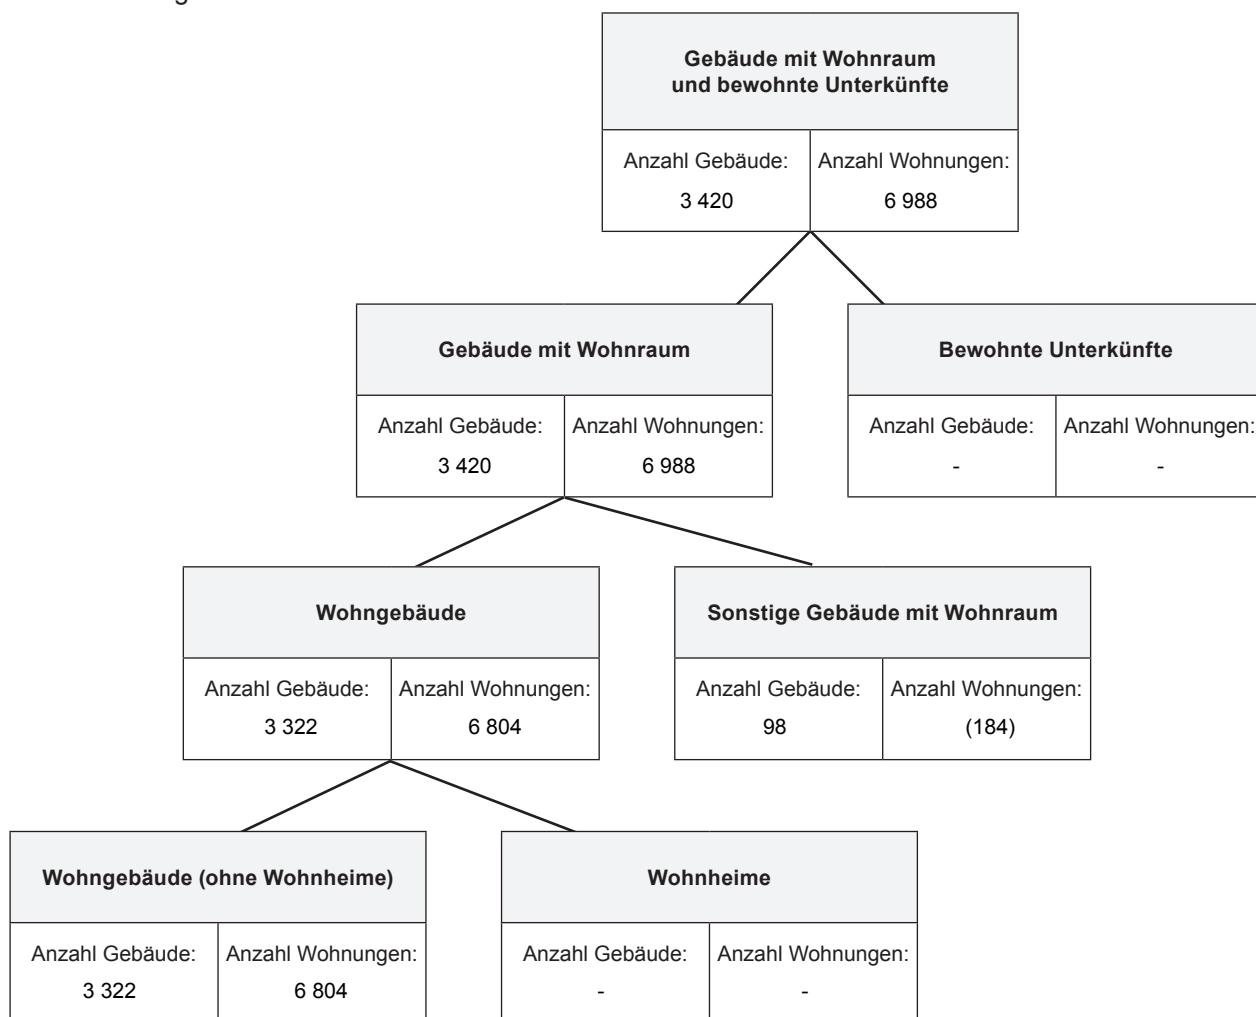 Gebäude mit Wohnraum
und bewohnte Unterkünfte
Anzahl Gebäude: Anzahl Wohnungen:
3 420 6 988
Gebäude mit Wohnraum
Anzahl Gebäude: Anzahl Wohnungen:
3 420 6 988
Bewohnte Unterkünfte
Anzahl Gebäude: Anzahl Wohnungen:
- -
Wohngebäude
Anzahl Gebäude: Anzahl Wohnungen:
3 322 6 804
Sonstige Gebäude mit Wohnraum
Anzahl Gebäude: Anzahl Wohnungen:
98 (184)
Wohngebäude (ohne Wohnheime)
Anzahl Gebäude: Anzahl Wohnungen:
3 322 6 804
Wohnheime
Anzahl Gebäude: Anzahl Wohnungen:
- -